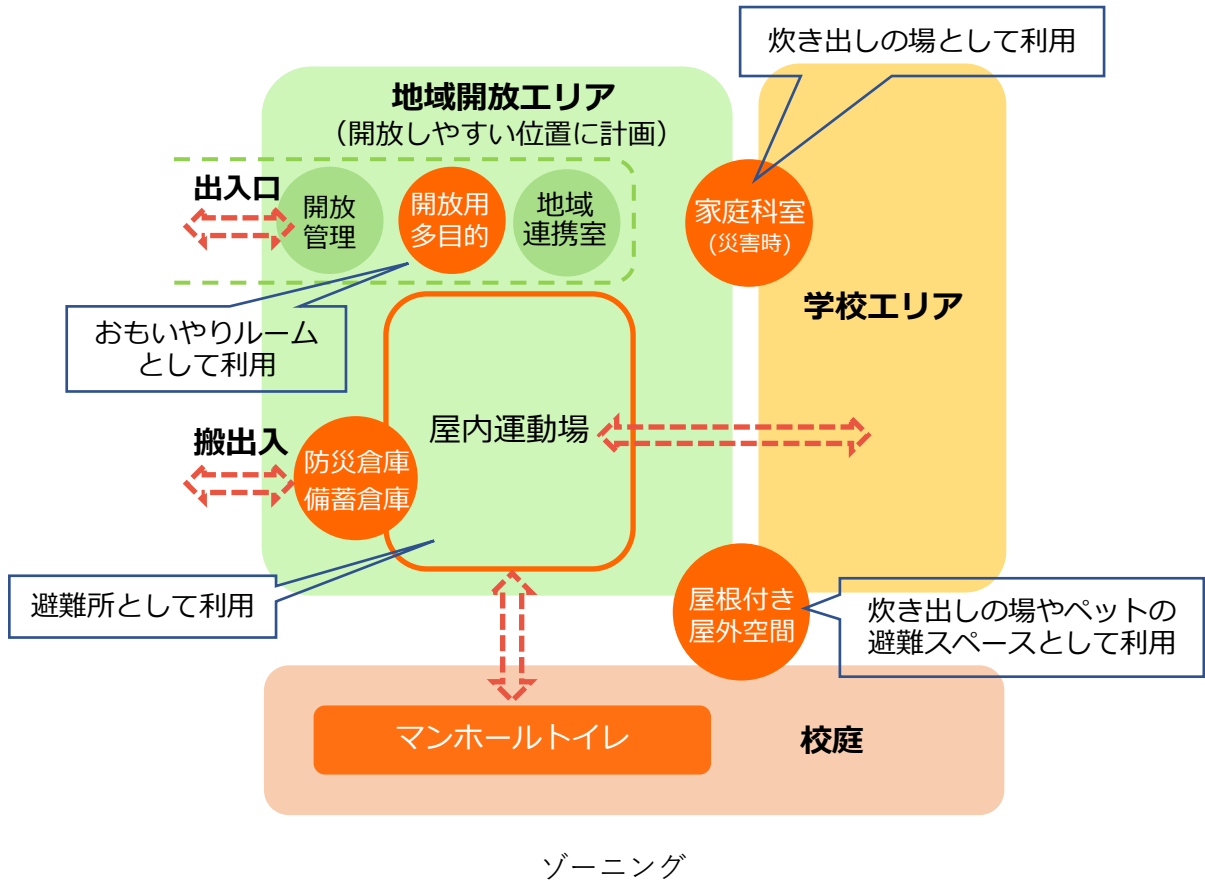 炊き出しの場として利用
地域開放エリア
（開放しやすい位置に計画）
出入口
開放
管理
開放用
多目的
地域
連携室
家庭科室
(災害時)
学校エリア
おもいやりルーム
として利用
屋内運動場
搬出入
防災倉庫
備蓄倉庫
避難所として利用
屋根付き
屋外空間
炊き出しの場やペットの
避難スペースとして利用
マンホールトイレ
校庭
ゾーニング